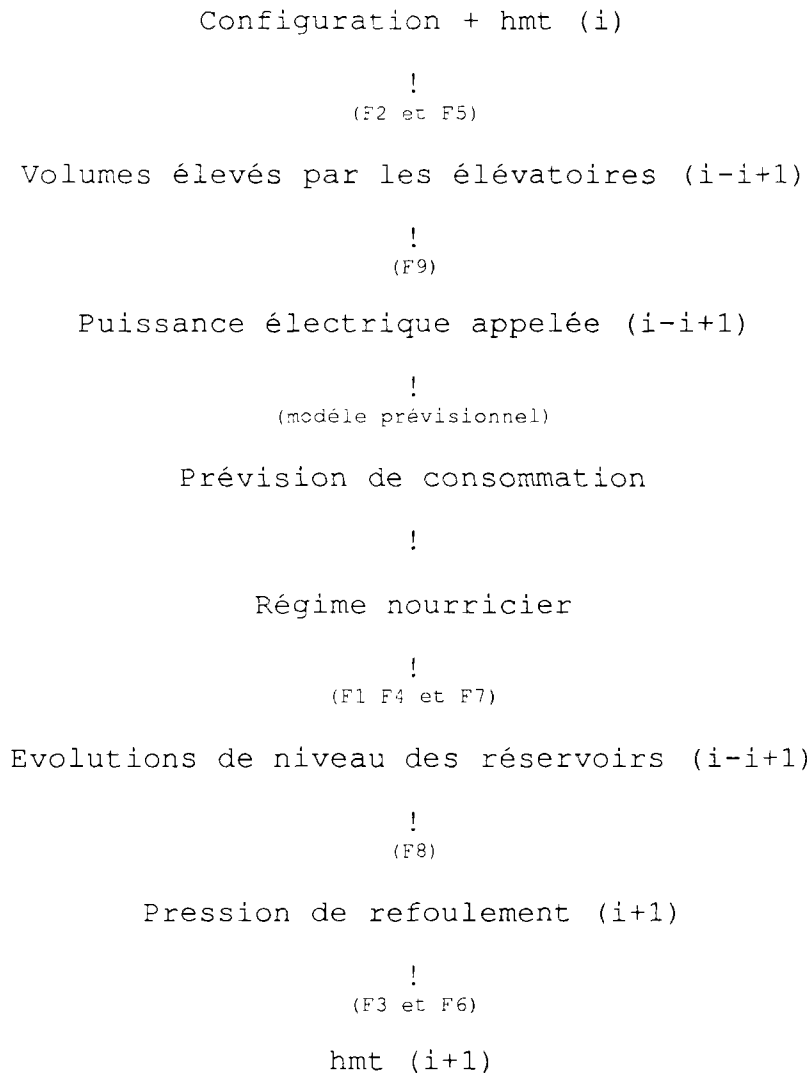 Configuration + hmt (i)
!
(F2 et F5)
Volumes élevés par les élévatoires (i-i+1)
!
(F9)
Puissance électrique appelée (i-i+1)
!
(modéle prévisionnel)
Prévision de consommation
!
Régime nourricier
!
(F1 F4 et F7)
Evolutions de niveau des réservoirs (i-i+1)
!
(F8)
Pression de refoulement (i+1)
!
(F3 et F6)
hmt (i+1)